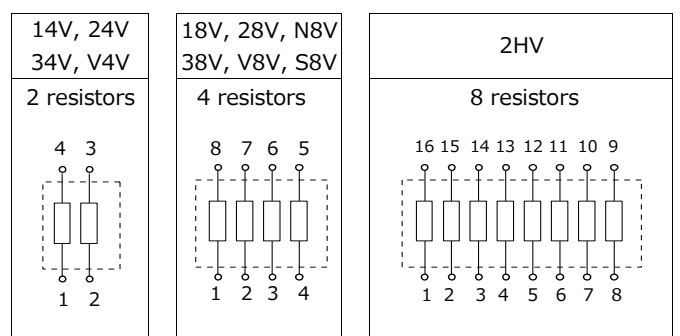 14V, 24V
34V, V4V
2 resistors
4 3
1 2
18V, 28V, N8V
38V, V8V, S8V
4 resistors
8 7 6 5
1 2 3 4
2HV
8 resistors
16 15 14 13 12 11 10 9
1 2 3 4 5 6 7 8